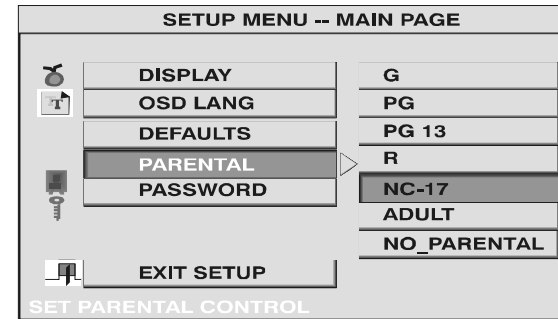 SETUP MENU -- MAIN PAGE
DISPLAY
OSD LANG
DEFAULTS
PARENTAL
PASSWORD
EXIT SETUP
G
PG
PG 13
R
NC-17
ADULT
NO_PARENTAL
SET PARENTAL CONTROL